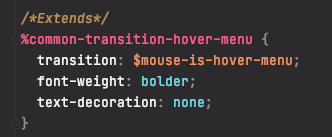 /*Extends*/
%common-transition-hover-menu {
  transition: $mouse-is-hover-menu;
  font-weight: bolder;
  text-decoration: none;
}